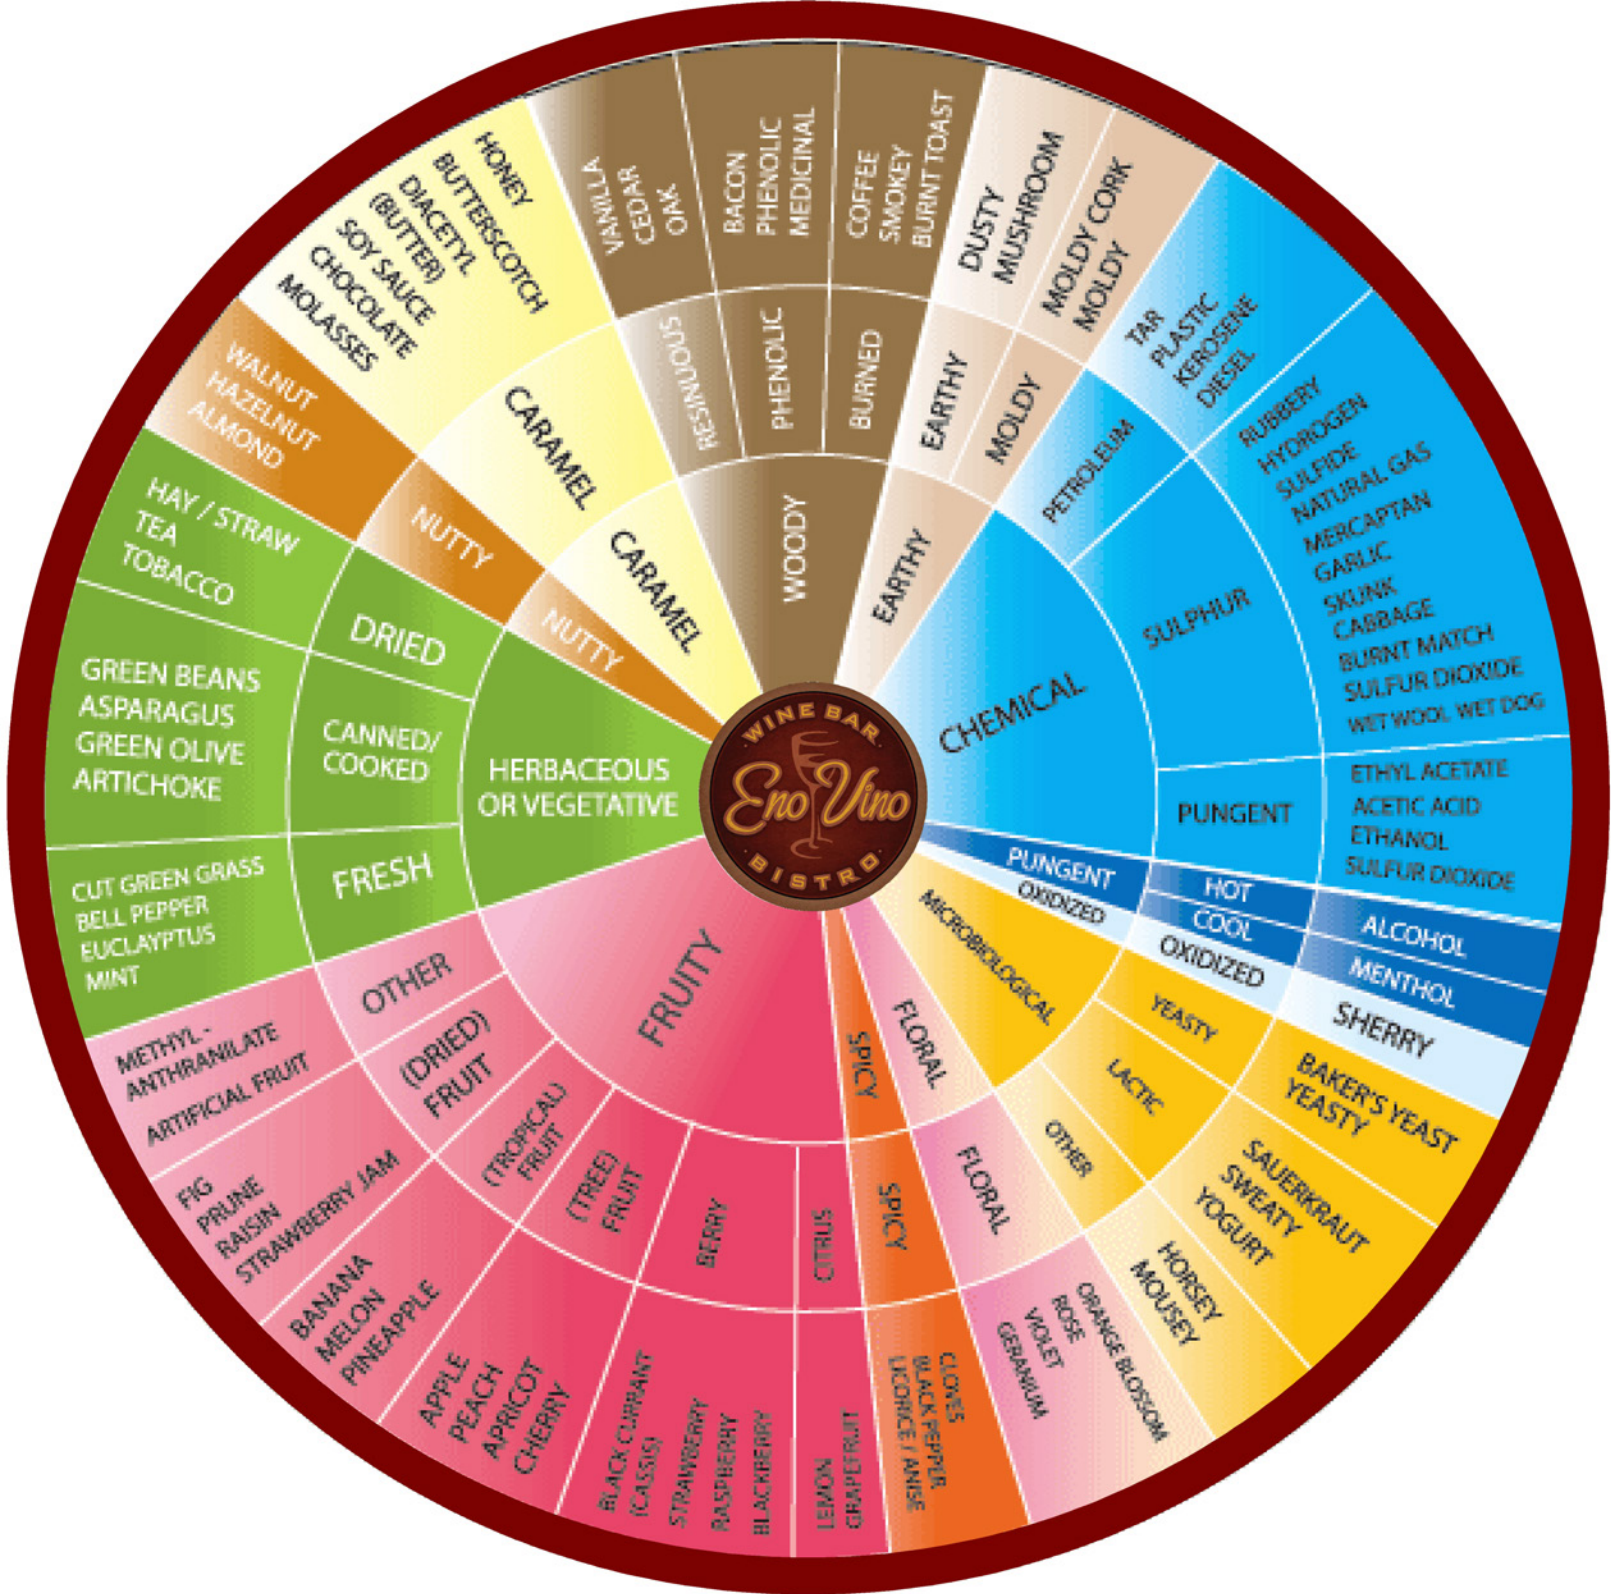 WINE BAR
Eno Vino
BISTRO
WOODY
RESINOUS
VANILLA
CEDAR
OAK
PHENOLIC
BACON
PHENOLIC
MEDICINAL
BURNED
COFFEE
SMOKEY
BURNT TOAST
EARTHY
EARTHY
DUSTY
MUSHROOM
MOLDY
MOLDY CORK
MOLDY
CHEMICAL
PETROLEUM
TAR
PLASTIC
KEROSENE
DIESEL
SULPHUR
RUBBERY
HYDROGEN
SULFIDE
NATURAL GAS
MERCAPTAN
GARLIC
SKUNK
CABBAGE
BURNT MATCH
SULFUR DIOXIDE
WET WOOL WET DOG
PUNGENT
ETHYL ACETATE
ACETIC ACID
ETHANOL
SULFUR DIOXIDE
PUNGENT
HOT
ALCOHOL
COOL
MENTHOL
OXIDIZED
OXIDIZED
SHERRY
MICROBIOLOGICAL
YEASTY
BAKER'S YEAST
YEASTY
LACTIC
SAUERKRAUT
SWEATY
YOGURT
OTHER
HORSEY
MOUSEY
FLORAL
FLORAL
ORANGE BLOSSOM
ROSE
VIOLET
GERANIUM
SPICY
SPICY
CLOVES
BLACK PEPPER
LICORICE / ANISE
FRUITY
CITRUS
LEMON
GRAPEFRUIT
BERRY
BLACK CURRANT
(CASSIS)
STRAWBERRY
RASPBERRY
BLACKBERRY
(TREE)
FRUIT
APPLE
PEACH
APRICOT
CHERRY
(TROPICAL)
FRUIT
BANANA
MELON
PINEAPPLE
(DRIED)
FRUIT
FIG
PRUNE
RAISIN
STRAWBERRY JAM
OTHER
METHYL-
ANTHRANILATE
ARTIFICIAL FRUIT
HERBACEOUS
OR VEGETATIVE
FRESH
CUT GREEN GRASS
BELL PEPPER
EUCLAYPTUS
MINT
CANNED/
COOKED
GREEN BEANS
ASPARAGUS
GREEN OLIVE
ARTICHOKE
DRIED
HAY / STRAW
TEA
TOBACCO
NUTTY
NUTTY
WALNUT
HAZELNUT
ALMOND
CARAMEL
CARAMEL
HONEY
BUTTERSCOTCH
DIACETYL
(BUTTER)
SOY SAUCE
CHOCOLATE
MOLASSES